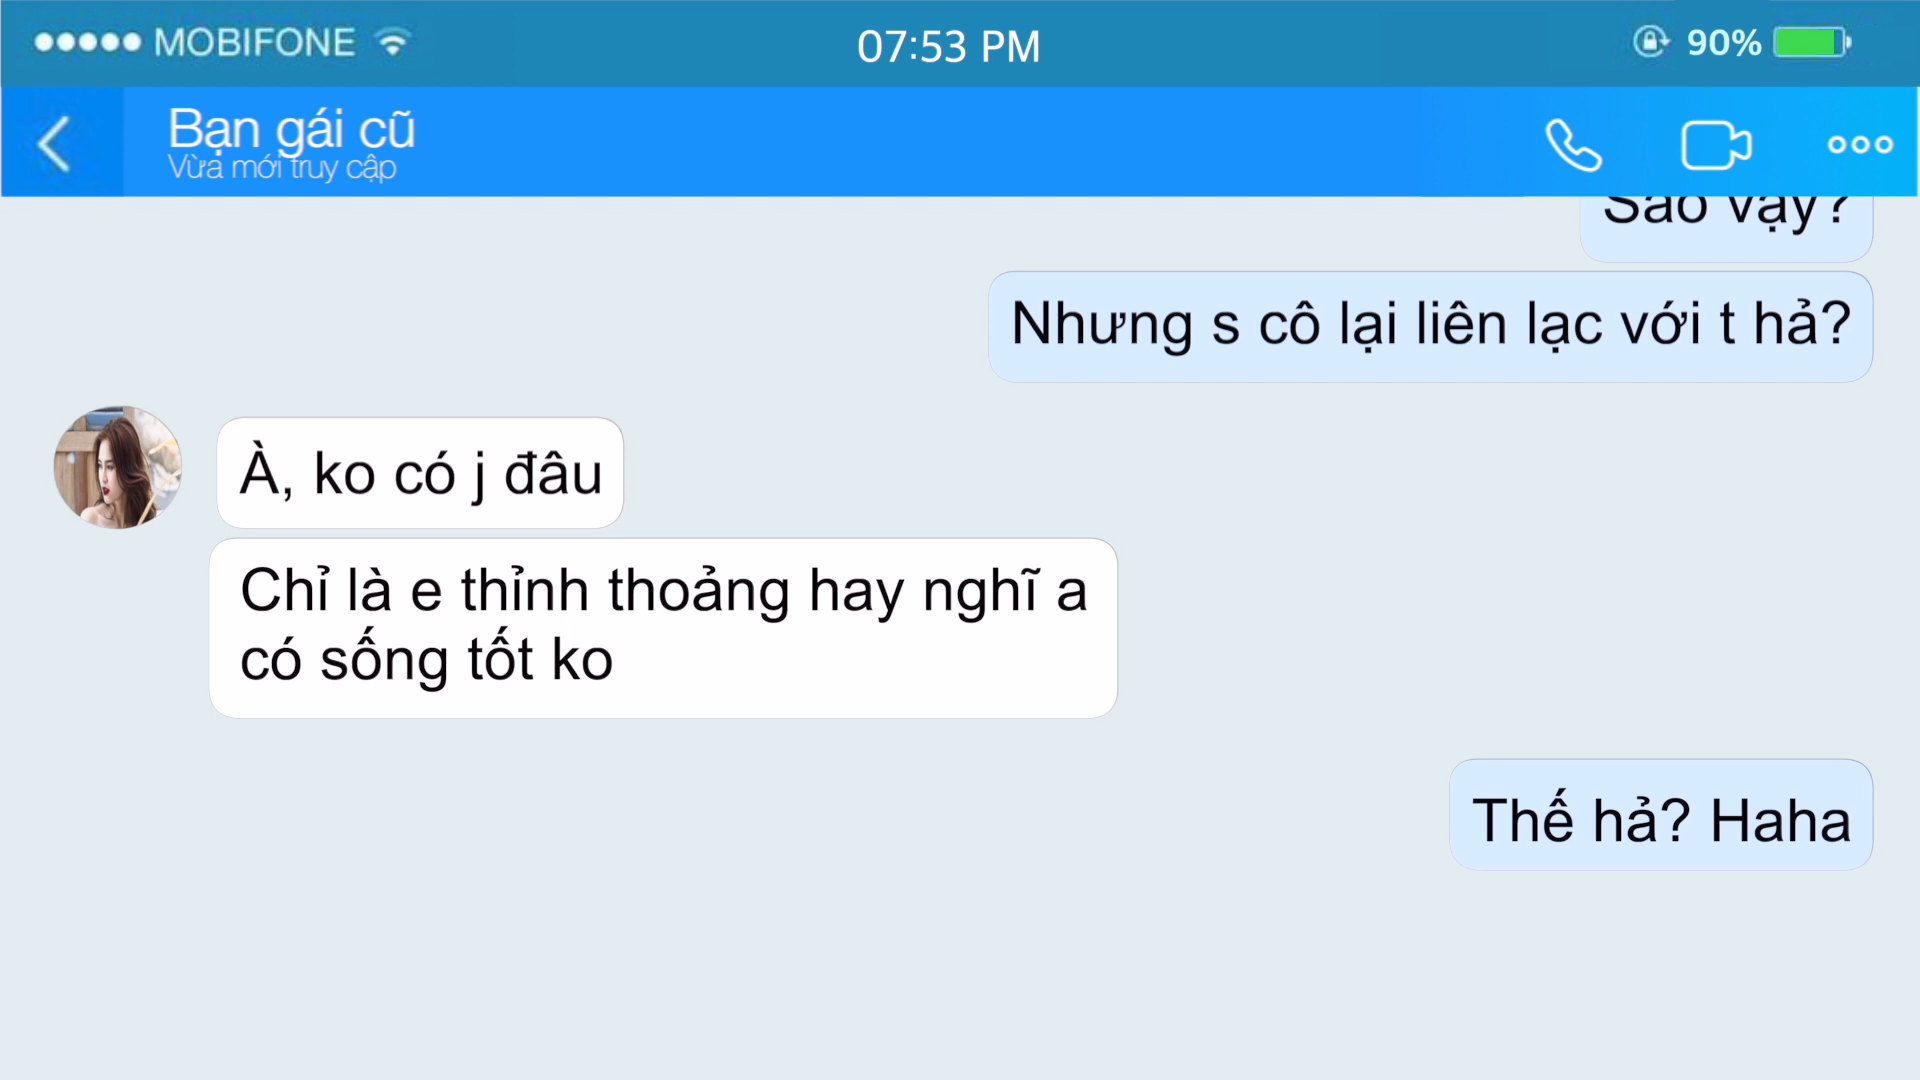 MOBIFONE
07:53 PM
90%
Bạn gái cũ
Vừa mới truy cập
Sao vậy?
Nhưng s cô lại liên lạc với t hả?
À, ko có j đâu
Chỉ là e thỉnh thoảng hay nghĩ a
có sống tốt ko
Thế hả? Haha